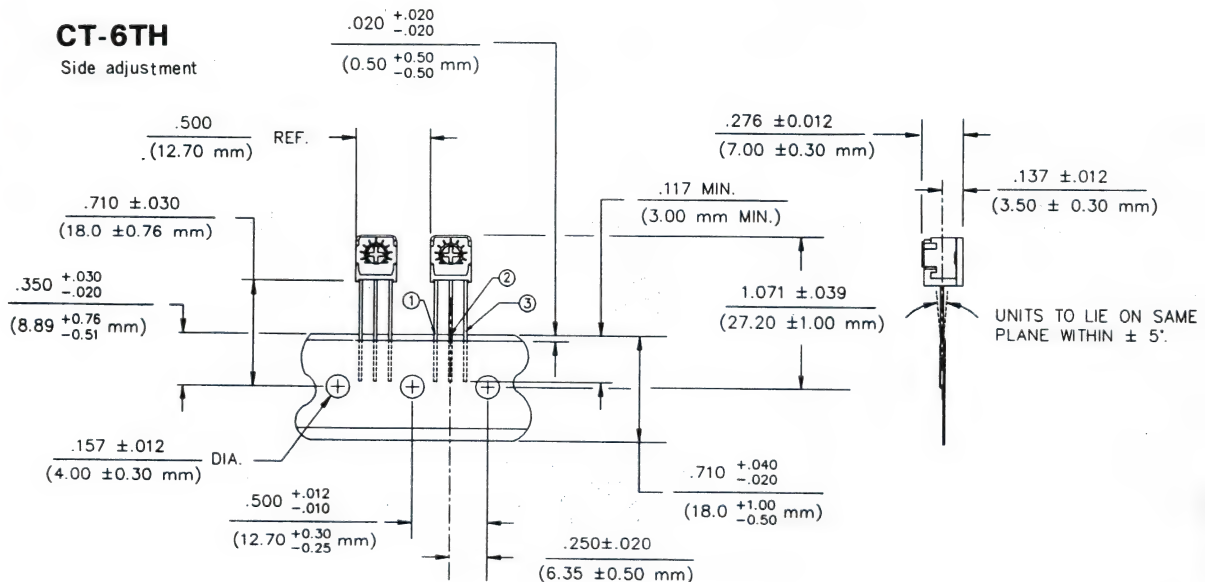 CT-6TH
Side adjustment
.020 +.020 -.020
(0.50 +0.50 -0.50 mm)
.500 REF.
(12.70 mm)
.710 ±.030
(18.0 ±0.76 mm)
.350 +.030 -.020
(8.89 +0.76 -0.51 mm)
.157 ±.012 DIA.
(4.00 ±0.30 mm)
.500 +.012 -.010
(12.70 +0.30 -0.25 mm)
1
2
3
.117 MIN.
(3.00 mm MIN.)
1.071 ±.039
(27.20 ±1.00 mm)
.710 +.040 -.020
(18.0 +1.00 -0.50 mm)
.250±.020
(6.35 ±0.50 mm)
.276 ±0.012
(7.00 ±0.30 mm)
.137 ±.012
(3.50 ± 0.30 mm)
UNITS TO LIE ON SAME
PLANE WITHIN ± 5°.